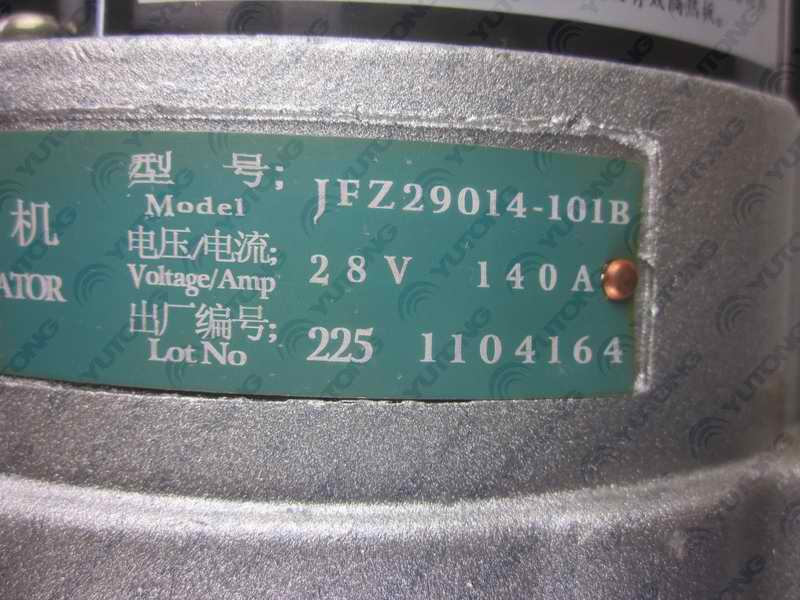 型 号; JFZ29014-101B
Model
机
电压/电流; 28V 140A
ATOR
Voltage/Amp
出厂编号; 225 1104164
Lot No
YUTONG